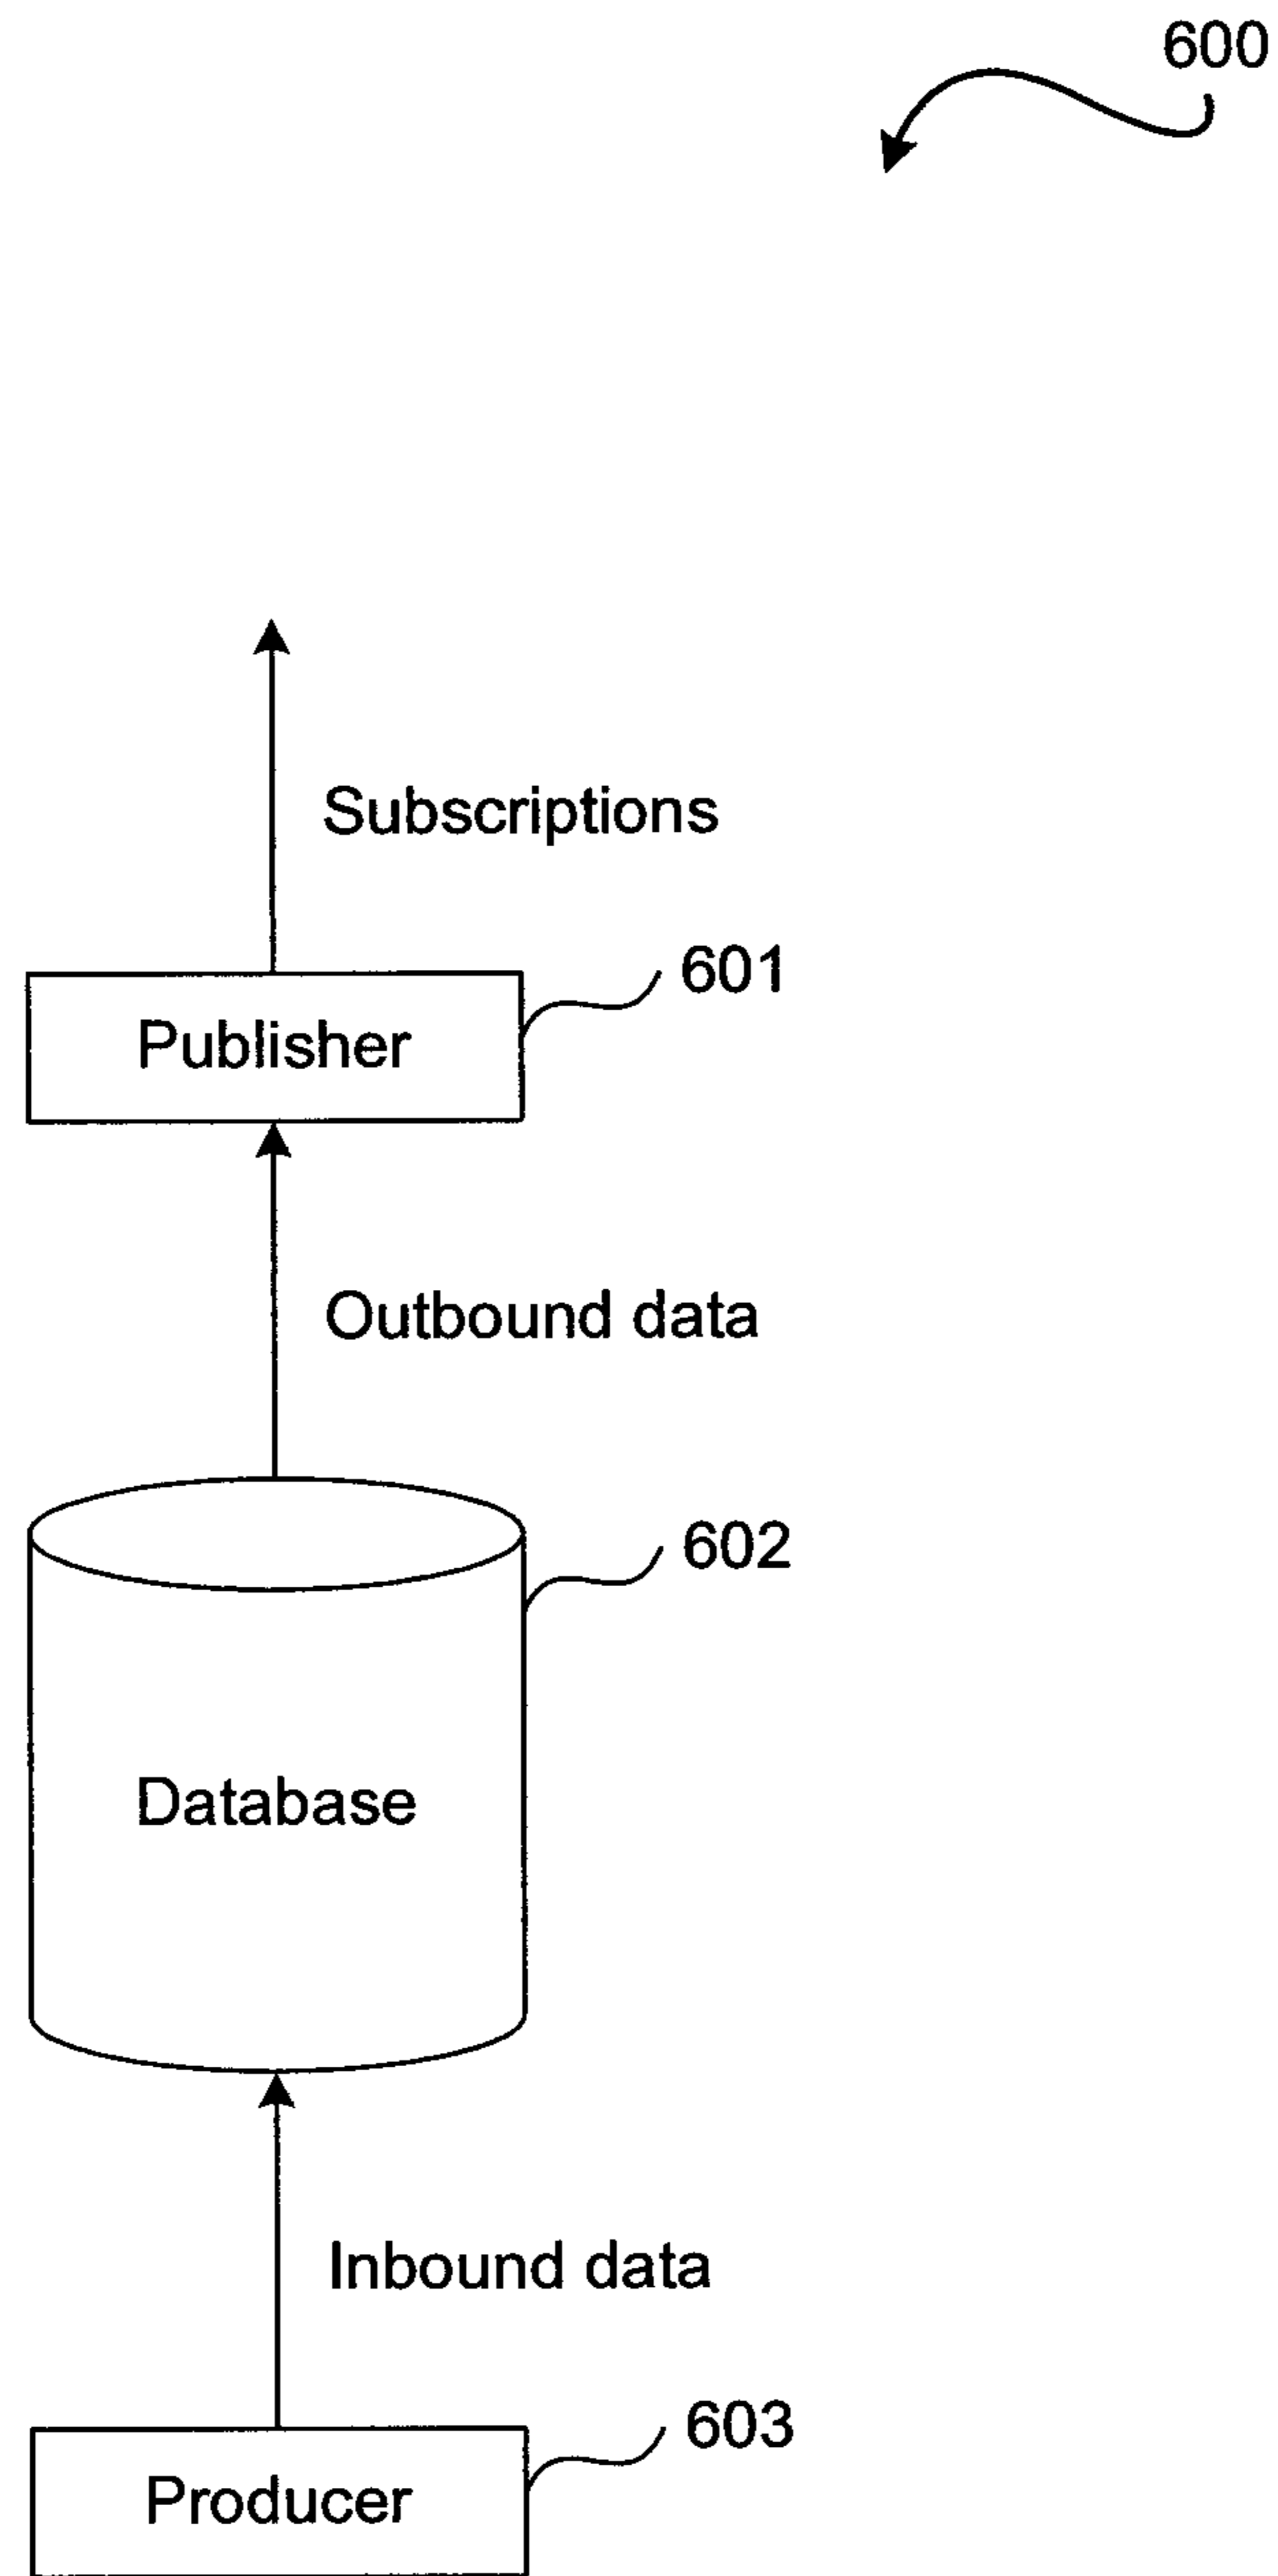 600
Subscriptions
601
Publisher
Outbound data
602
Database
Inbound data
603
Producer